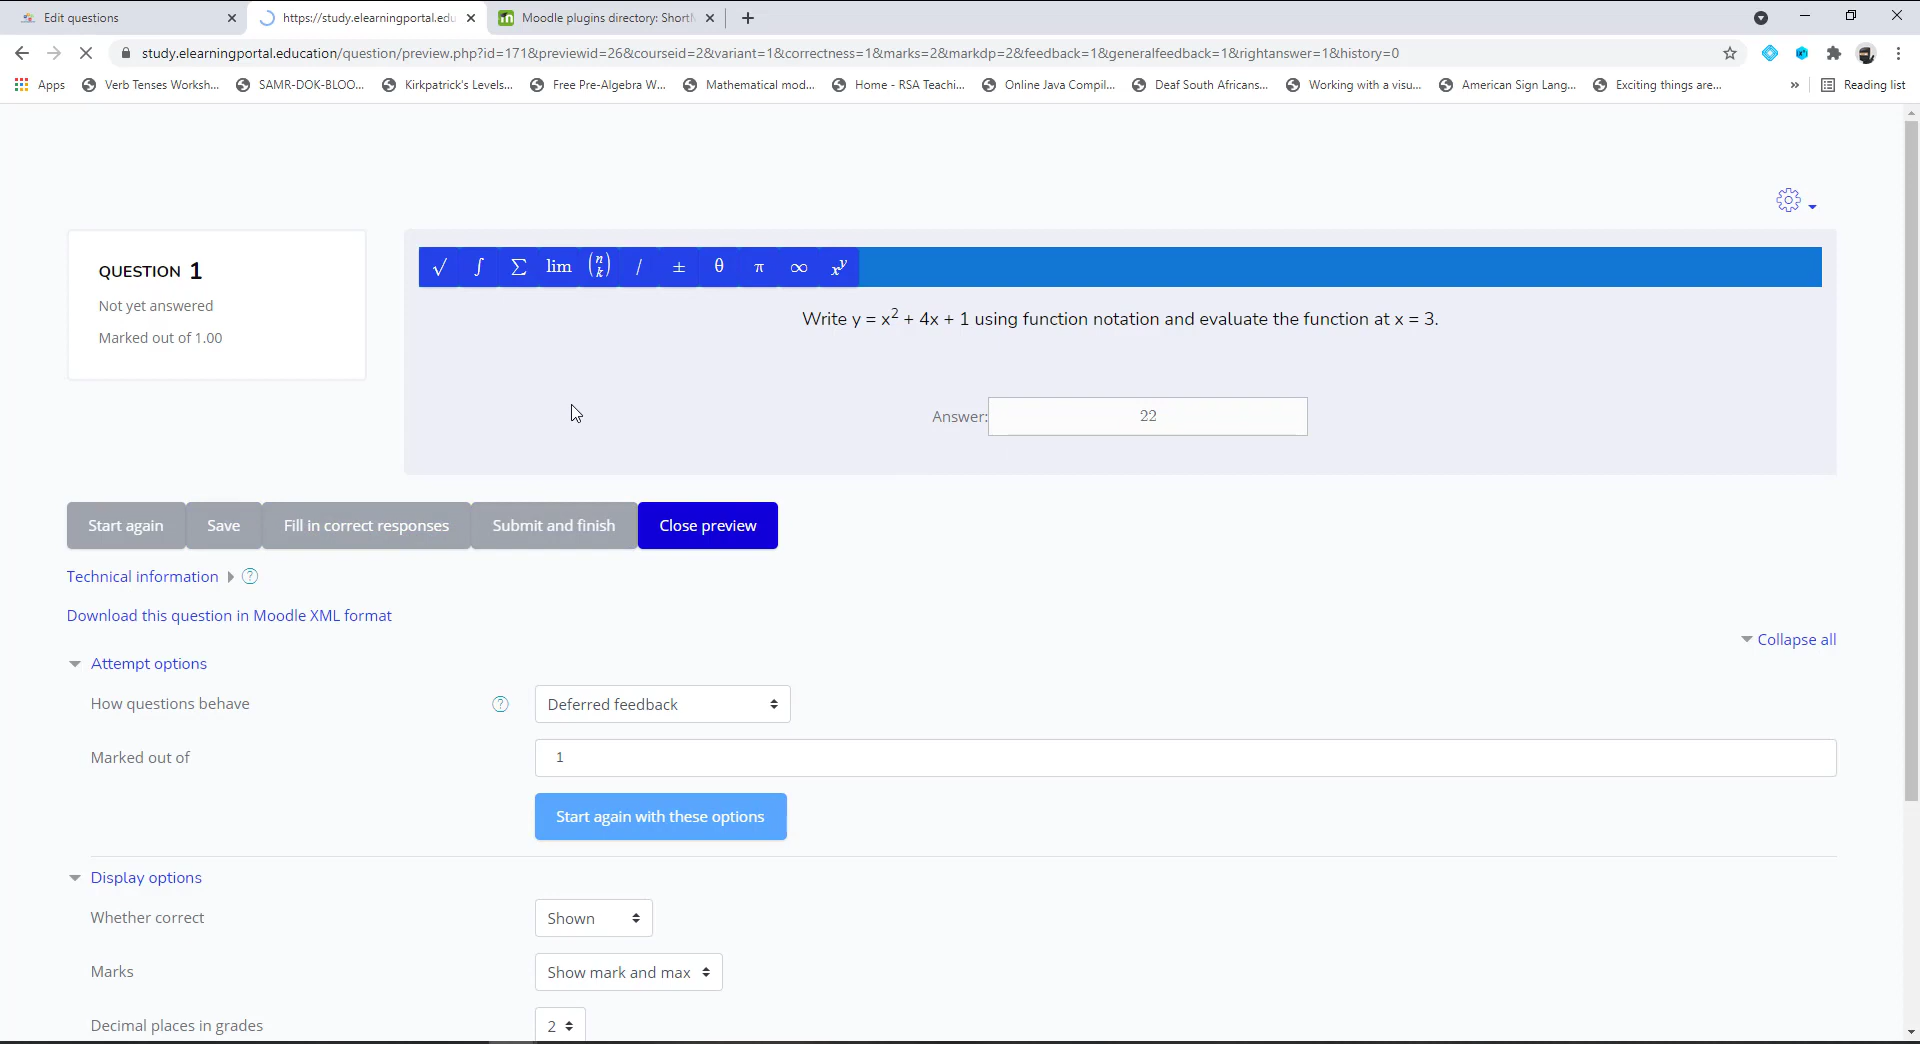 Edit questions
https://study.elearningportal.edu
Moodle plugins directory: Short
study.elearningportal.education/question/preview.php?id=171&previewid=26&courseid=2&variant=1&correctness=1&marks=2&markdp=2&feedback=1&generalfeedback=1&rightanswer=1&history=0
Apps Verb Tenses Worksh... SAMR-DOK-BLOO... Kirkpatrick's Levels... Free Pre-Algebra W... Mathematical mod... Home - RSA Teachi... Online Java Compil... Deaf South Africans... Working with a visu... American Sign Lang... Exciting things are... » Reading list
QUESTION 1
Not yet answered
Marked out of 1.00
√ ∫ ∑ lim (n k) / ± θ π ∞ x^y
Write y = x² + 4x + 1 using function notation and evaluate the function at x = 3.
Answer: 22
Start again Save Fill in correct responses Submit and finish Close preview
Technical information ?
Download this question in Moodle XML format
Collapse all
Attempt options
How questions behave ? Deferred feedback
Marked out of 1
Start again with these options
Display options
Whether correct Shown
Marks Show mark and max
Decimal places in grades 2